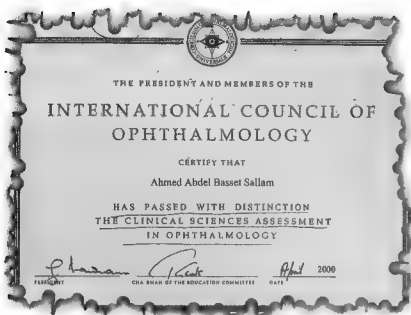 THE PRESIDENT AND MEMBERS OF THE
INTERNATIONAL COUNCIL OF
OPHTHALMOLOGY
CERTIFY THAT
Ahmed Abdel Basset Sallam
HAS PASSED WITH DISTINCTION
THE CLINICAL SCIENCES ASSESSMENT
IN OPHTHALMOLOGY
April 2000
PRESIDENT CHAIRMAN OF THE EDUCATION COMMITTEE DATE